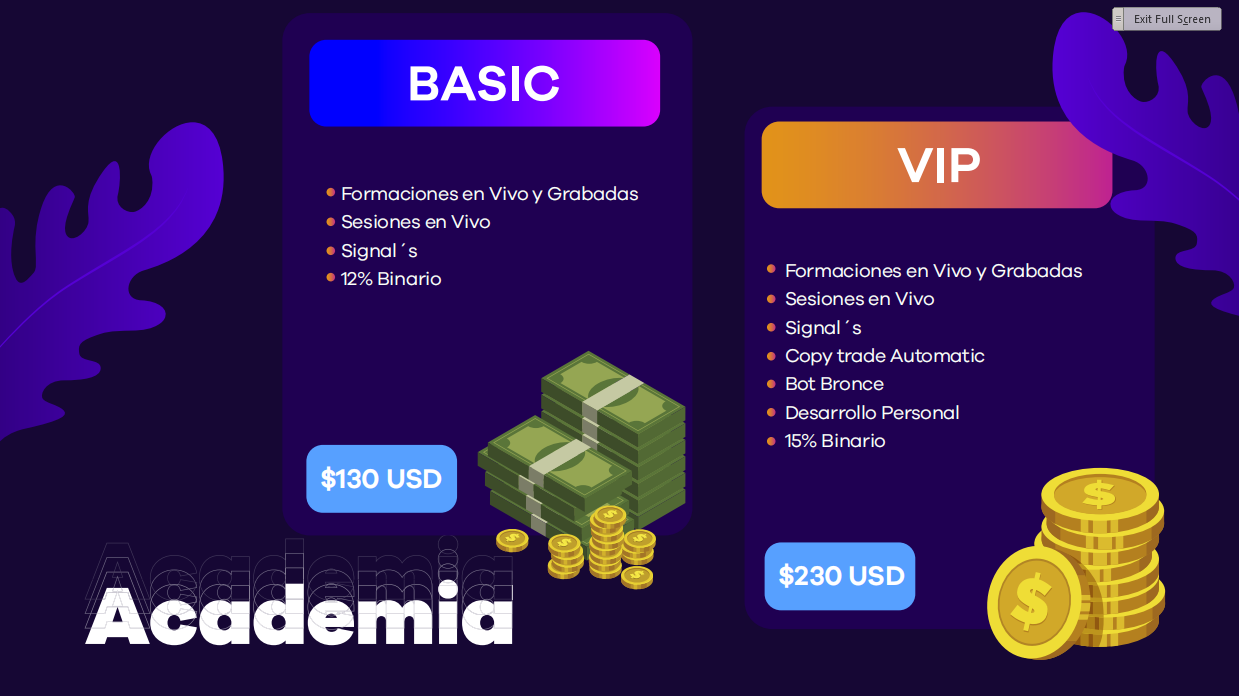 Exit Full Screen
BASIC
Formaciones en Vivo y Grabadas
Sesiones en Vivo
Signal´s
12% Binario
$130 USD
VIP
Formaciones en Vivo y Grabadas
Sesiones en Vivo
Signal´s
Copy trade Automatic
Bot Bronce
Desarrollo Personal
15% Binario
$230 USD
Academia